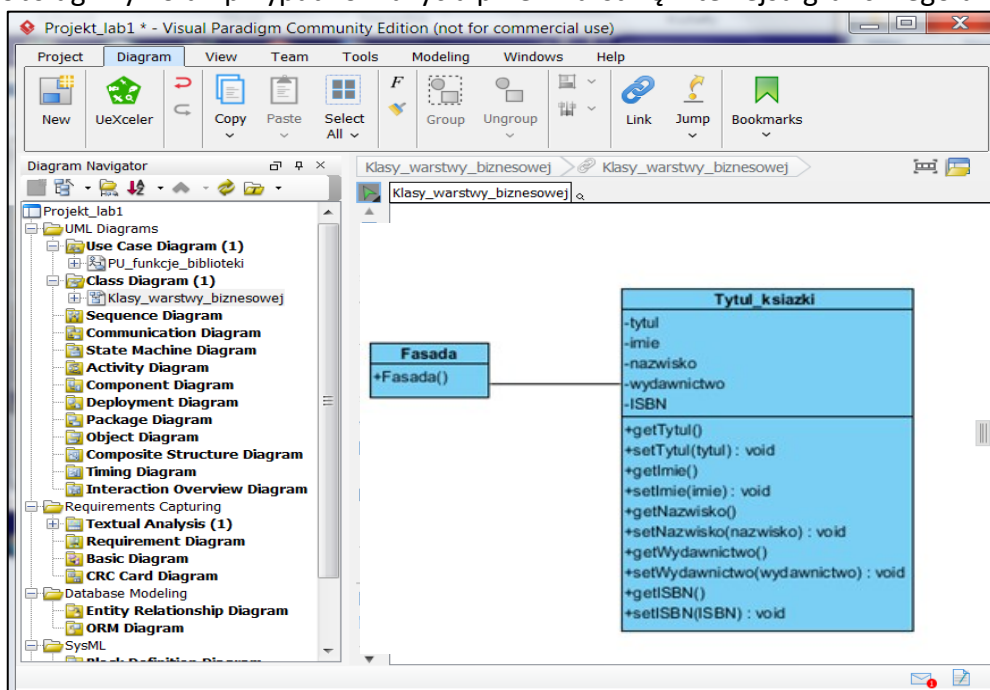 Projekt_lab1 * - Visual Paradigm Community Edition (not for commercial use)
Project Diagram View Team Tools Modeling Window Help
New UeXceler Copy Paste Select All Group Ungroup Link Jump Bookmarks
Diagram Navigator
Klasy_warstwy_biznesowej Klasy_warstwy_biznesowej
Klasy_warstwy_biznesowej
Projekt_lab1
UML Diagrams
Use Case Diagram (1)
PU_funkcje_biblioteki
Class Diagram (1)
Klasy_warstwy_biznesowej
Sequence Diagram
Communication Diagram
State Machine Diagram
Activity Diagram
Component Diagram
Deployment Diagram
Package Diagram
Object Diagram
Composite Structure Diagram
Timing Diagram
Interaction Overview Diagram
Requirements Capturing
Textual Analysis (1)
Requirement Diagram
Basic Diagram
CRC Card Diagram
Database Modeling
Entity Relationship Diagram
ORM Diagram
SysML
Fasada
+Fasada()
Tytul_ksiazki
-tytul
-imie
-nazwisko
-wydawnictwo
-ISBN
+getTytul()
+setTytul(tytul) : void
+getImie()
+setImie(imie) : void
+getNazwisko()
+setNazwisko(nazwisko) : void
+getWydawnictwo()
+setWydawnictwo(wydawnictwo) : void
+getISBN()
+setISBN(ISBN) : void